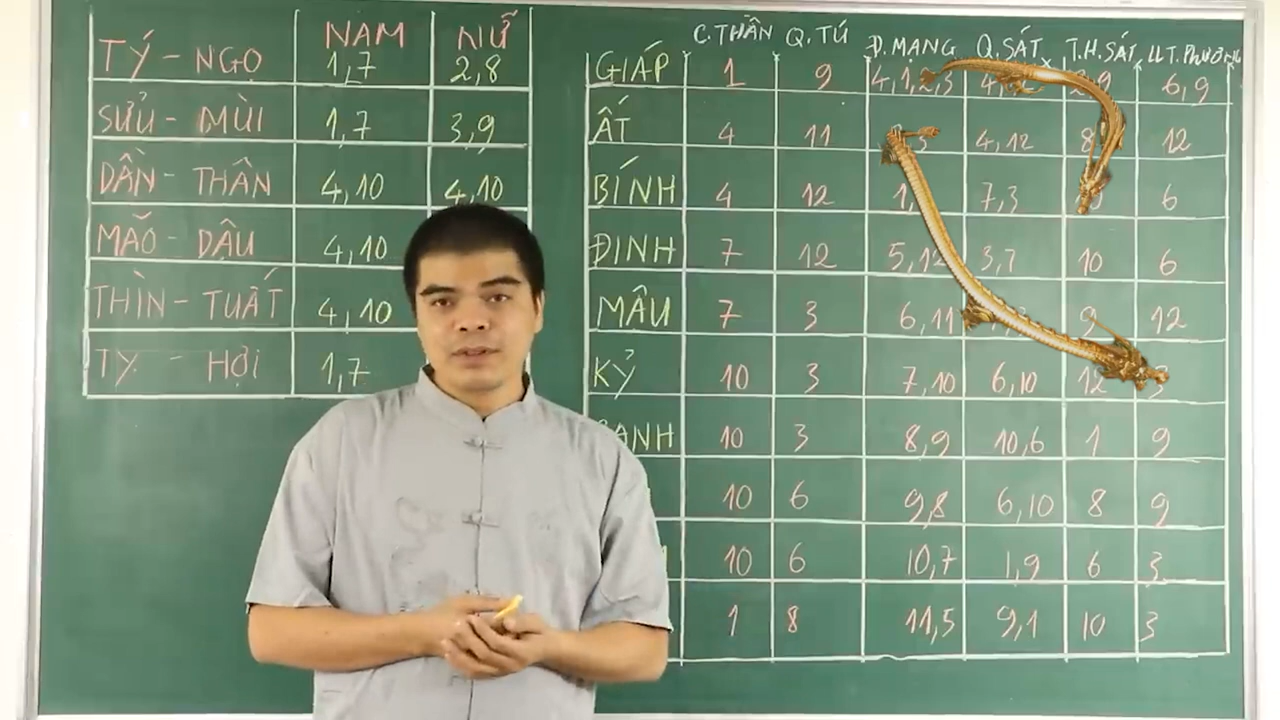 NAM NỮ
TÝ - NGỌ 1,7 2,8
SỬU - MÙI 1,7 3,9
DẦN - THÂN 4,10 4,10
MÃO - DẬU 4,10
THÌN - TUẤT 4,10
TỴ - HỢI 1,7
C.THẦN Q.TÚ Đ.MẠNG Q.SÁT T.H.SÁT
GIÁP 1 9 6,9
ẤT 4 11 4,12 8 12
BÍNH 4 12 7,3 6
ĐINH 7 12 3,7 10 6
MẬU 7 3 6,11 9 12
KỶ 10 3 7,10 6,10 12
10 3 8,9 10,6 1 9
10 6 9,8 6,10 8 9
10 6 10,7 1,9 6 3
1 8 11,5 9,1 10 3